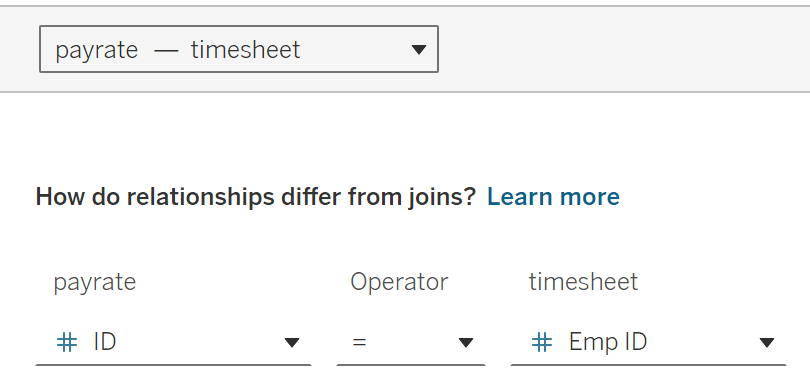 payrate — timesheet
How do relationships differ from joins? Learn more
payrate Operator timesheet
# ID = # Emp ID